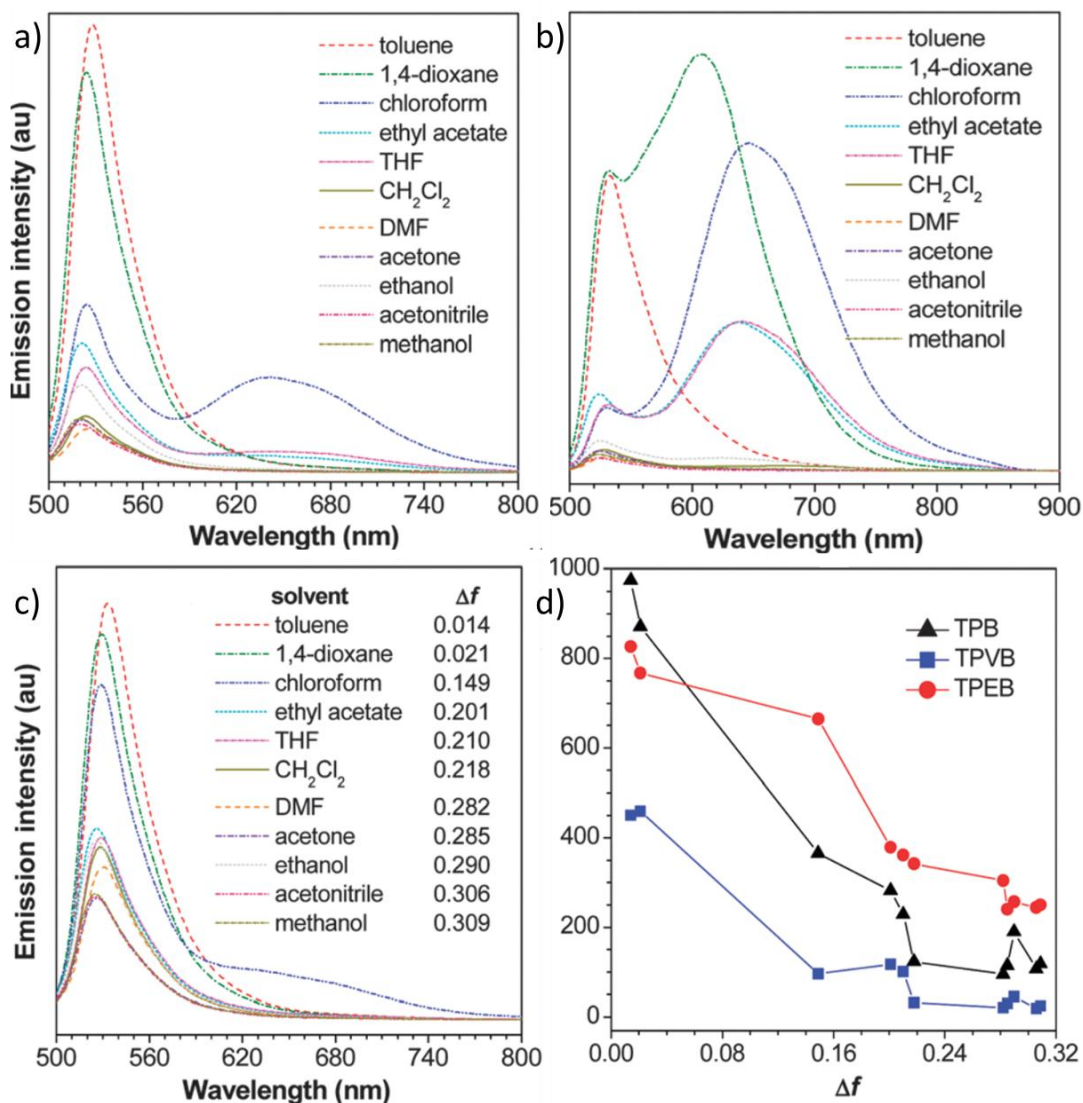 a)
Emission intensity (au)
toluene
1,4-dioxane
chloroform
ethyl acetate
THF
CH₂Cl₂
DMF
acetone
ethanol
acetonitrile
methanol
500 560 620 680 740 800
Wavelength (nm)
b)
toluene
1,4-dioxane
chloroform
ethyl acetate
THF
CH₂Cl₂
DMF
acetone
ethanol
acetonitrile
methanol
500 600 700 800 900
Wavelength (nm)
c)
Emission intensity (au)
solvent Δf
toluene 0.014
1,4-dioxane 0.021
chloroform 0.149
ethyl acetate 0.201
THF 0.210
CH₂Cl₂ 0.218
DMF 0.282
acetone 0.285
ethanol 0.290
acetonitrile 0.306
methanol 0.309
500 560 620 680 740 800
Wavelength (nm)
d)
1000
800
600
400
200
0
TPB
TPVB
TPEB
0.00 0.08 0.16 0.24 0.32
Δf